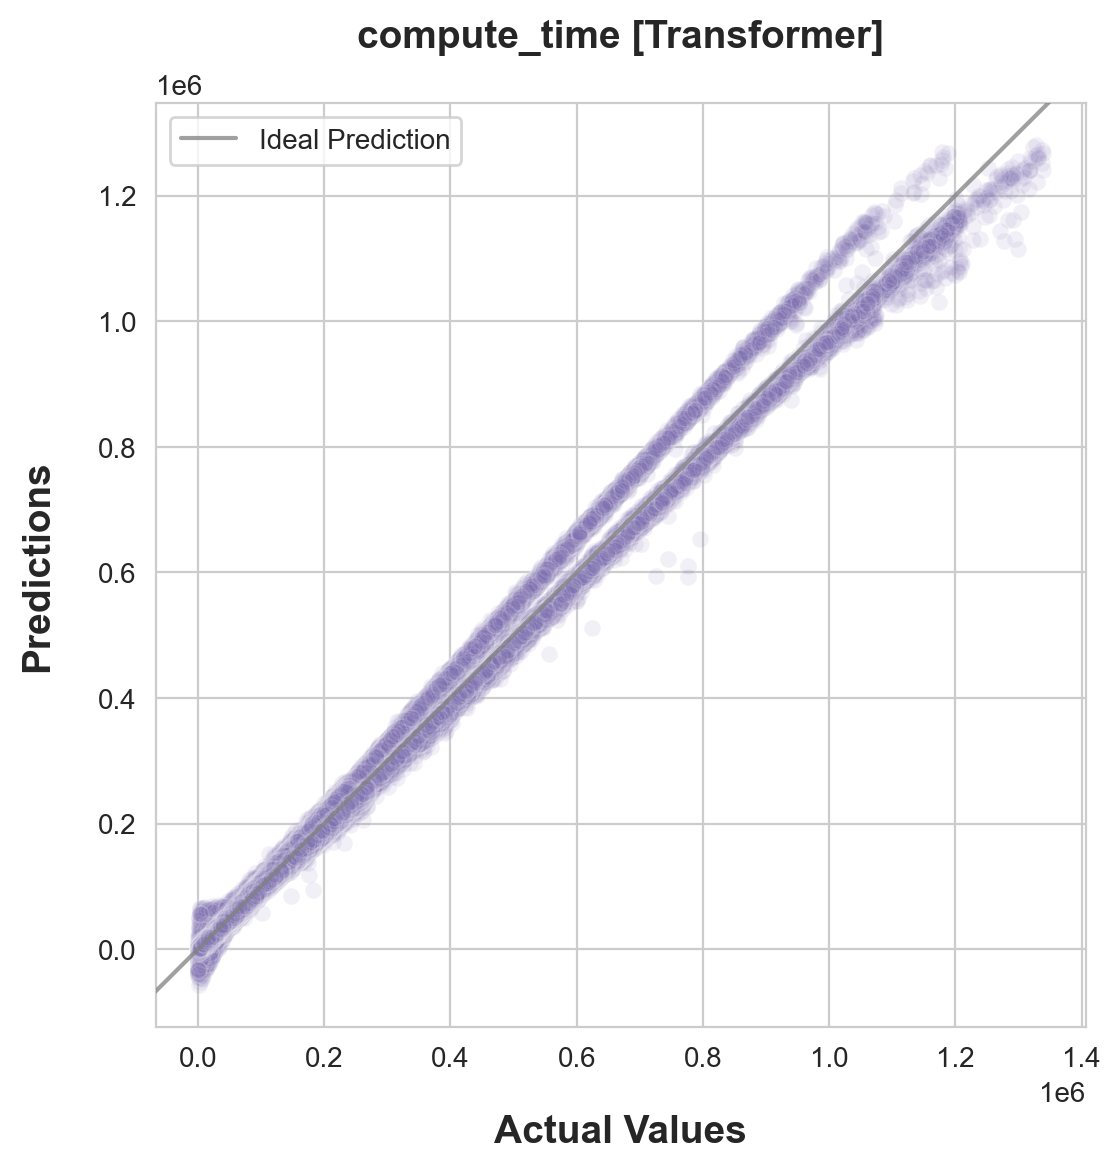 compute_time [Transformer]
1e6
Ideal Prediction
1.2
1.0
0.8
0.6
0.4
0.2
0.0
Predictions
0.0 0.2 0.4 0.6 0.8 1.0 1.2 1.4
1e6
Actual Values